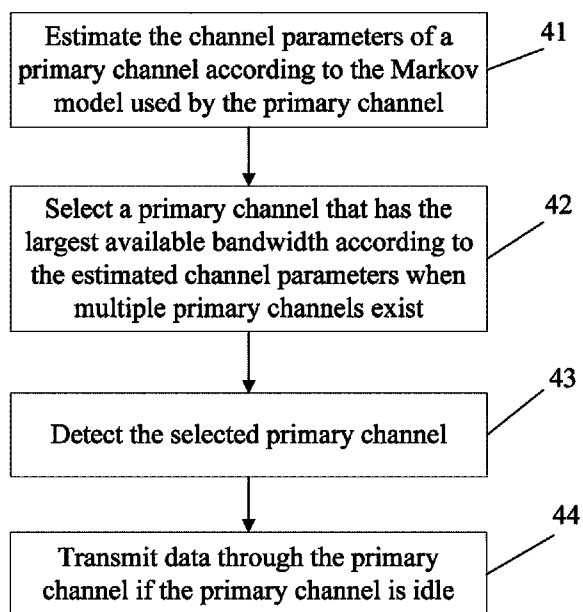 Estimate the channel parameters of a
primary channel according to the Markov
model used by the primary channel
41
Select a primary channel that has the
largest available bandwidth according to
the estimated channel parameters when
multiple primary channels exist
42
Detect the selected primary channel
43
Transmit data through the primary
channel if the primary channel is idle
44